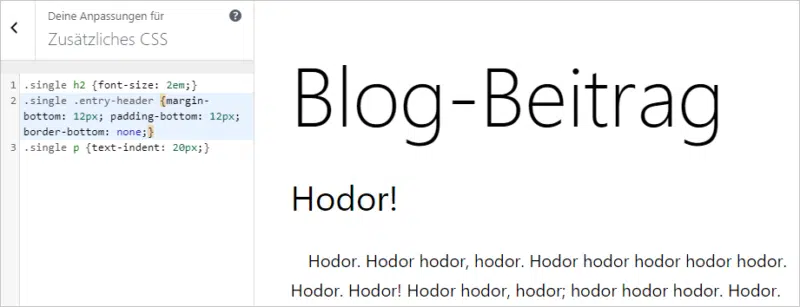 Deine Anpassungen für
Zusätzliches CSS
1 .single h2 {font-size: 2em;}
2 .single .entry-header {margin-
bottom: 12px; padding-bottom: 12px;
border-bottom: none;}
3 .single p {text-indent: 20px;}
Blog-Beitrag
Hodor!
Hodor. Hodor hodor, hodor. Hodor hodor hodor hodor hodor.
Hodor. Hodor! Hodor hodor, hodor; hodor hodor hodor. Hodor.